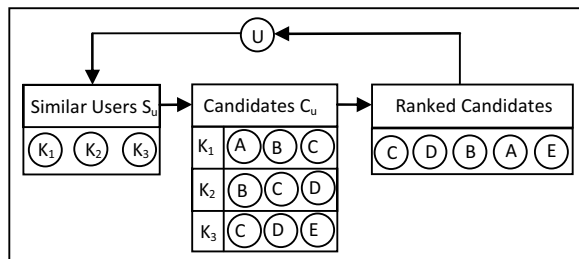 U
Similar Users Su
Candidates Cu
Ranked Candidates
K1 K2 K3
K1 A B C
K2 B C D
K3 C D E
C D B A E